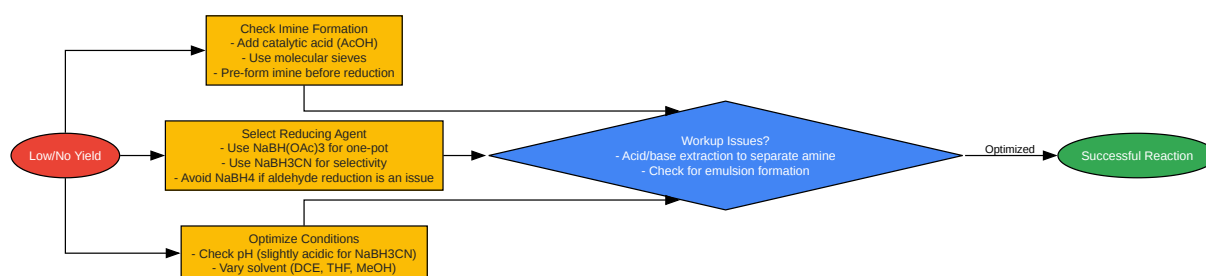 Check Imine Formation
- Add catalytic acid (AcOH)
- Use molecular sieves
- Pre-form imine before reduction
Low/No Yield
Select Reducing Agent
- Use NaBH(OAc)3 for one-pot
- Use NaBH3CN for selectivity
- Avoid NaBH4 if aldehyde reduction is an issue
Workup Issues?
- Acid/base extraction to separate amine
- Check for emulsion formation
Optimized
Successful Reaction
Optimize Conditions
- Check pH (slightly acidic for NaBH3CN)
- Vary solvent (DCE, THF, MeOH)